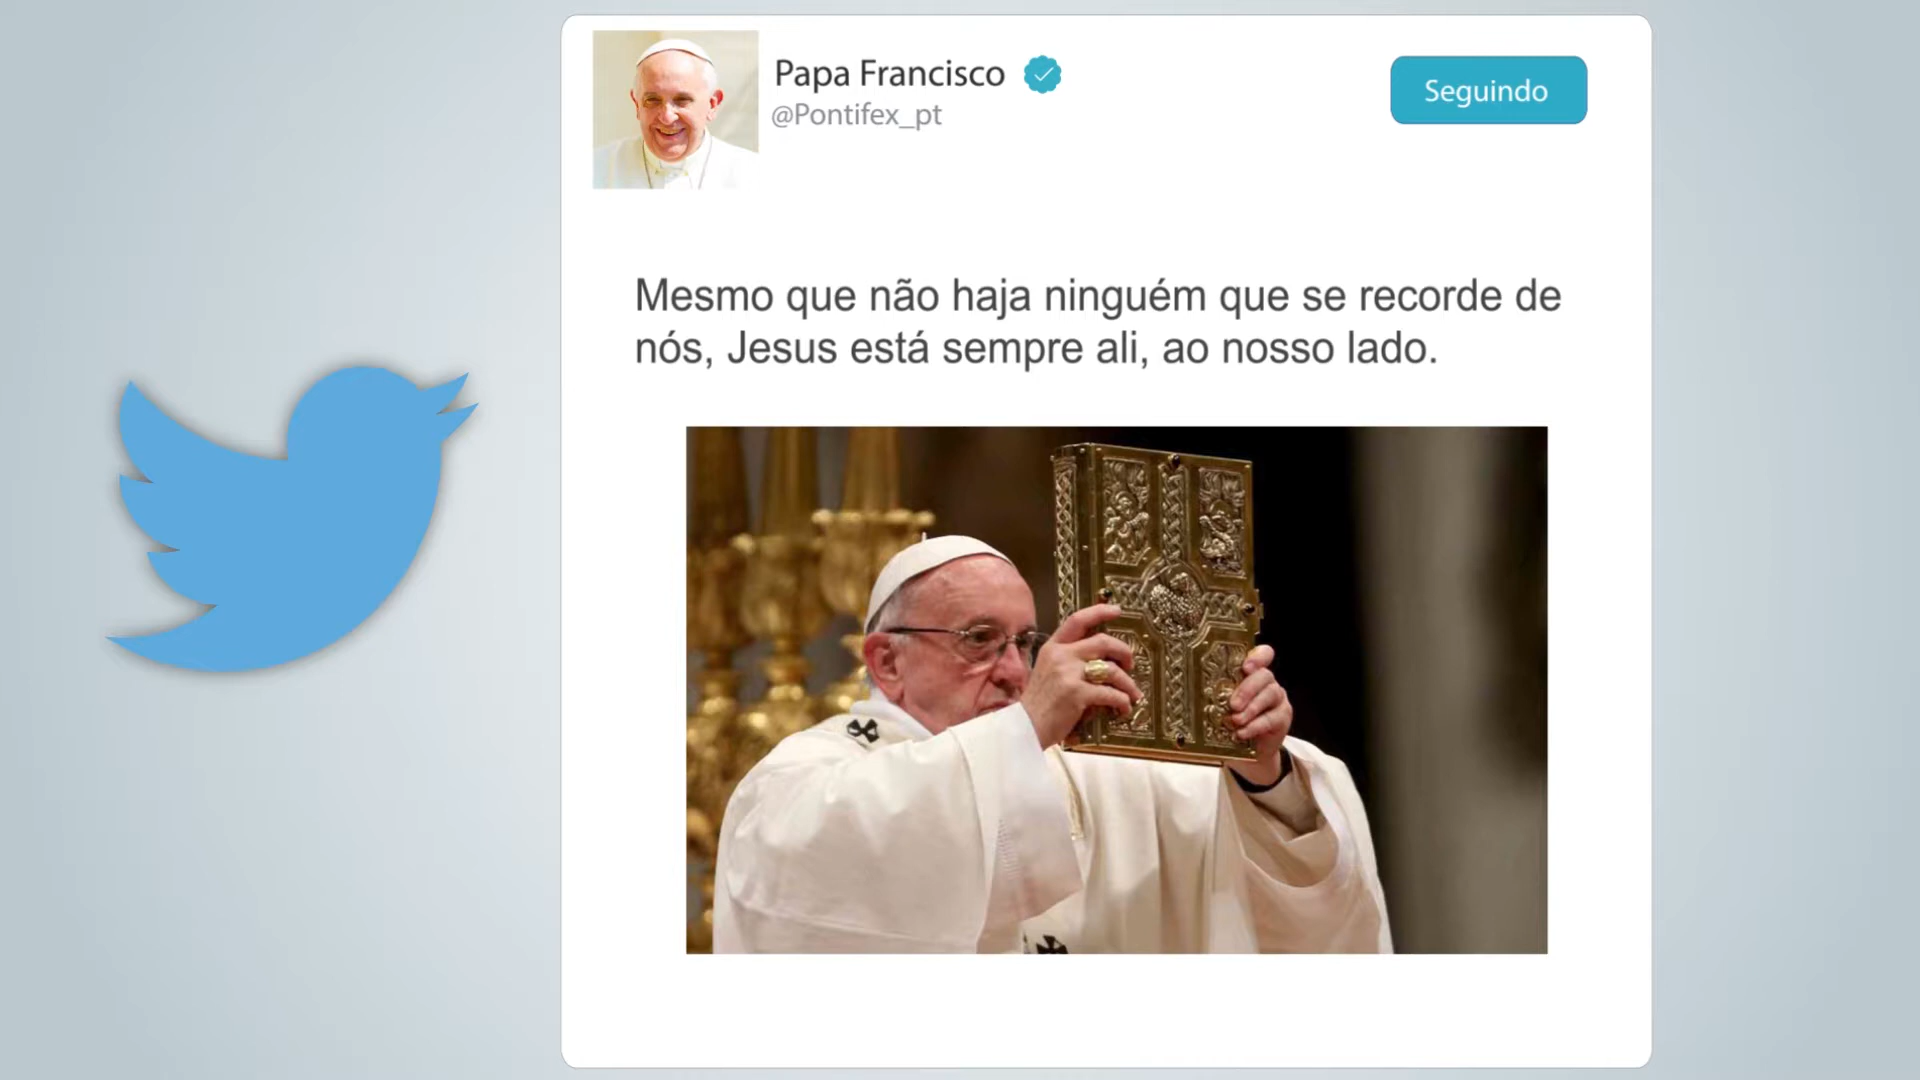 Papa Francisco
@Pontifex_pt
Seguindo
Mesmo que não haja ninguém que se recorde de
nós, Jesus está sempre ali, ao nosso lado.